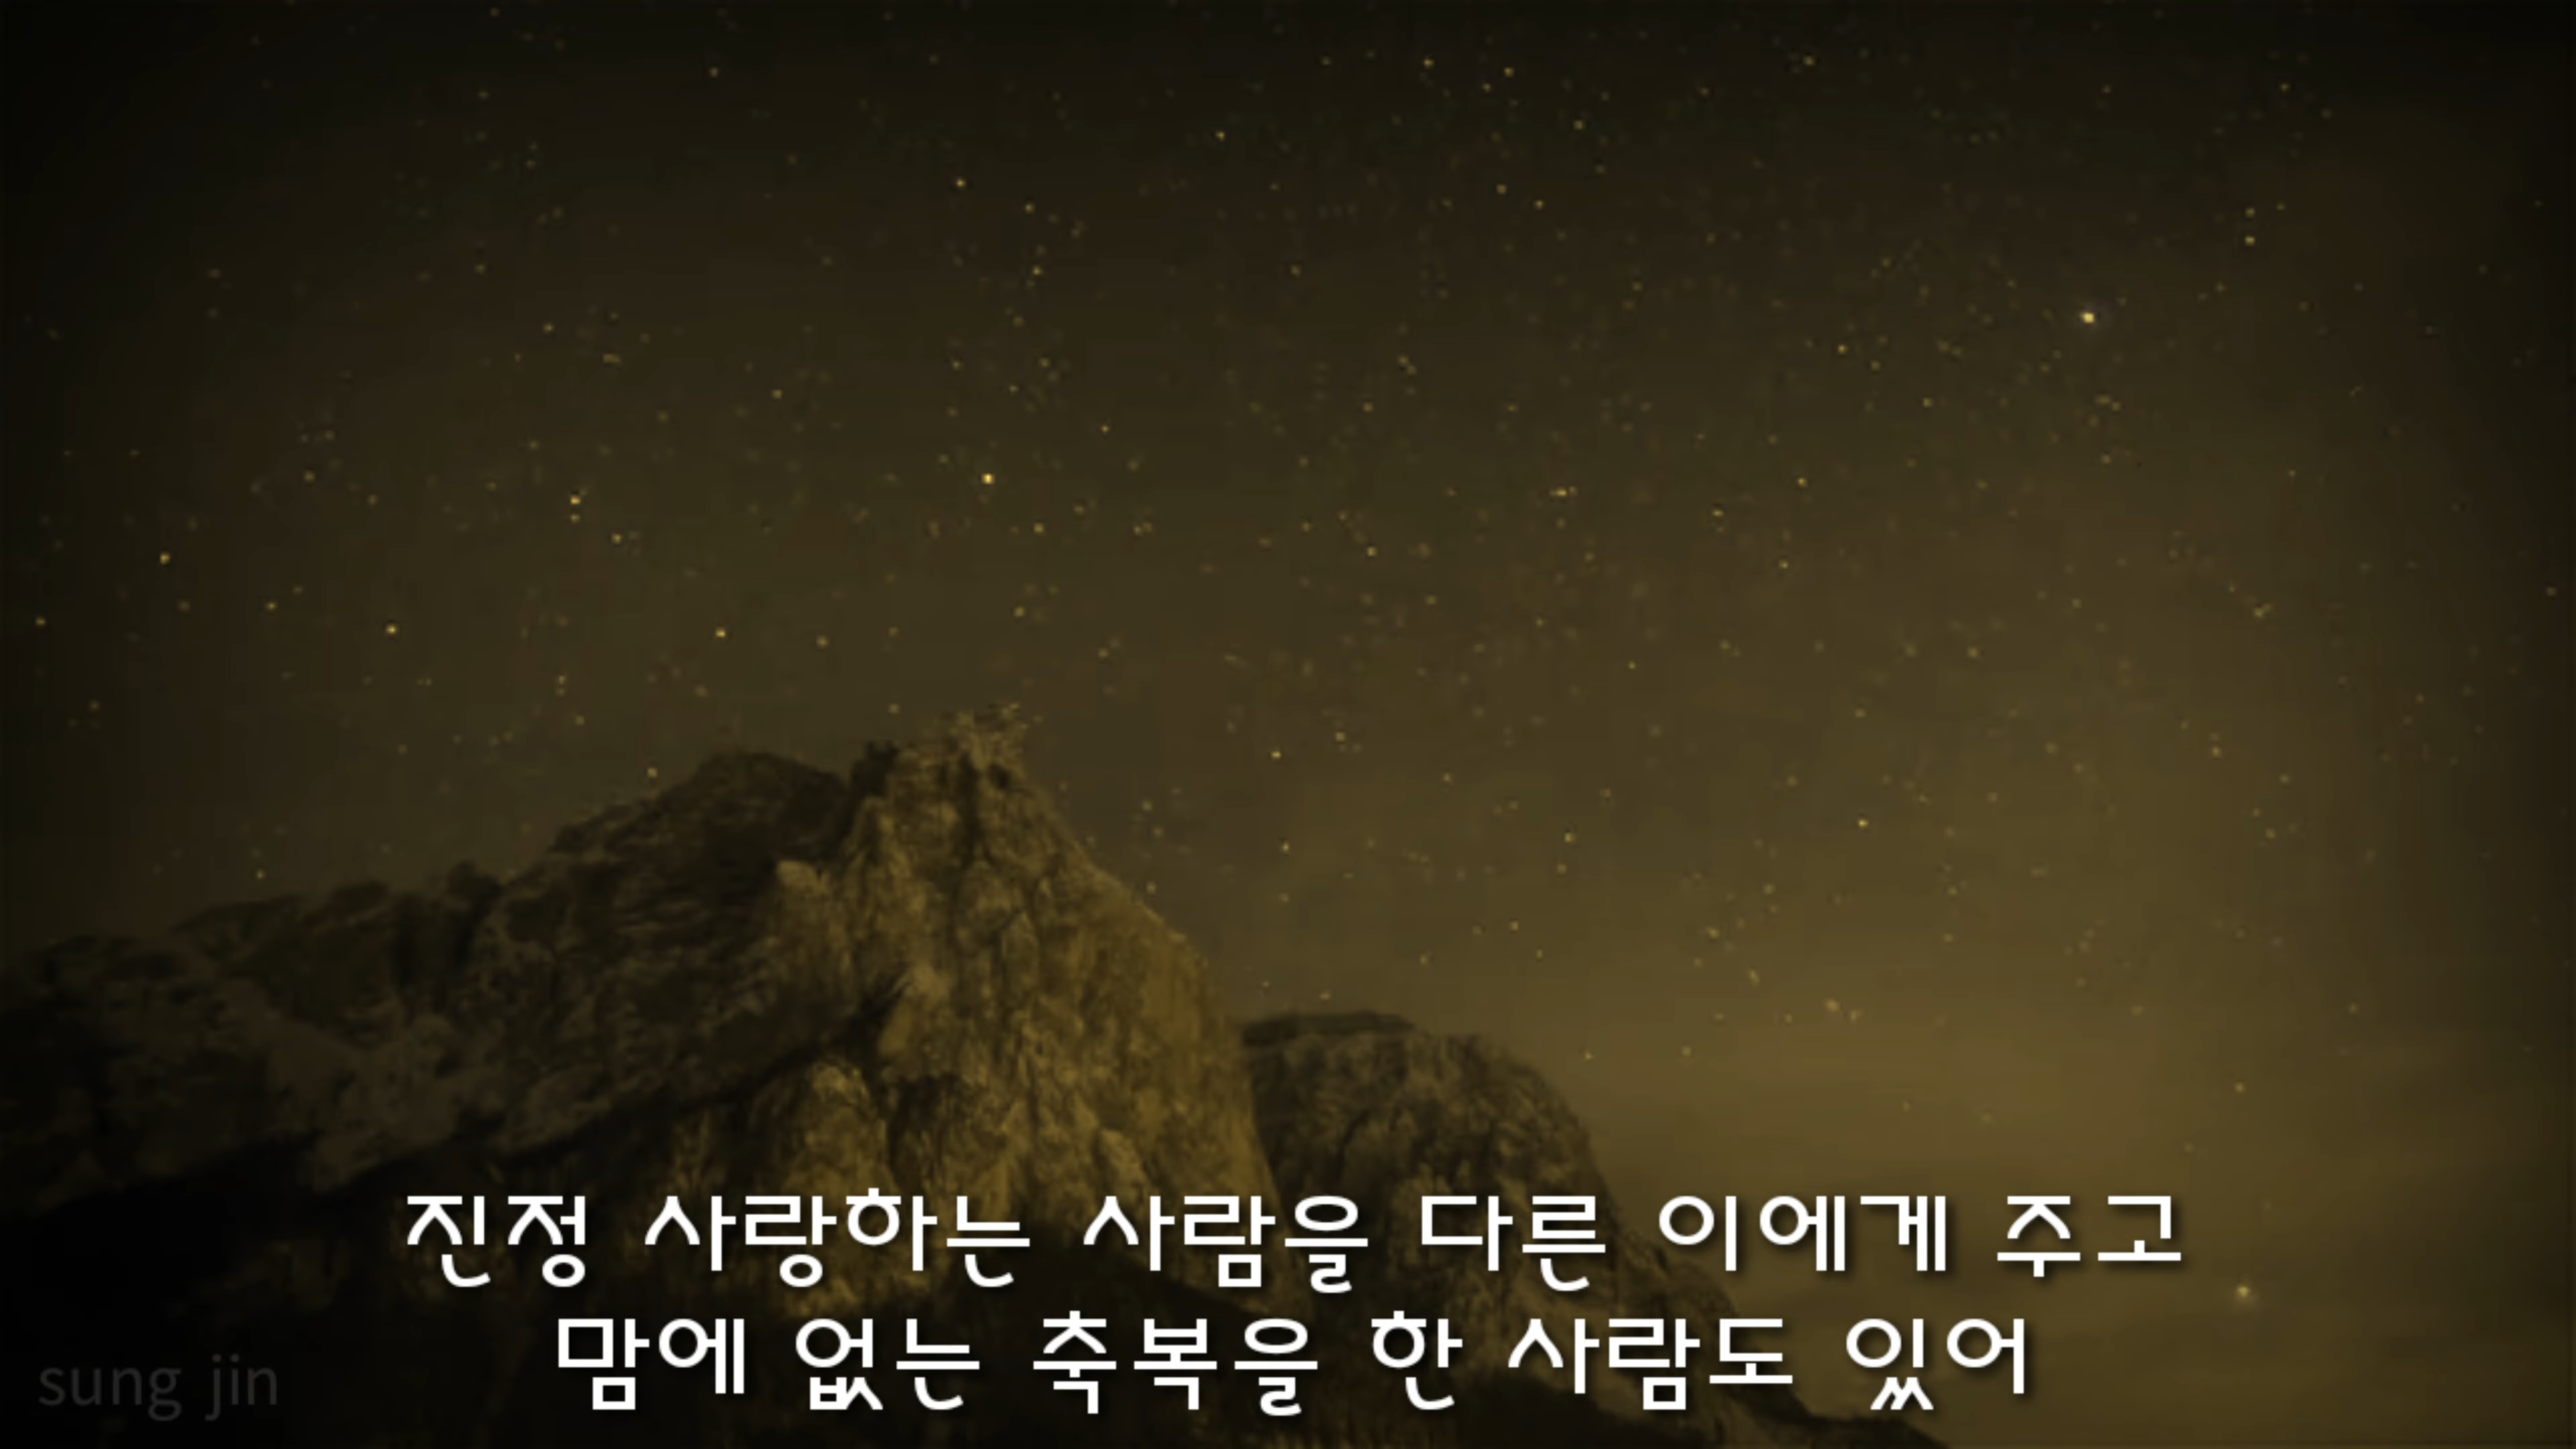 진정 사랑하는 사람을 다른 이에게 주고
맘에 없는 축복을 한 사람도 있어
sung jin